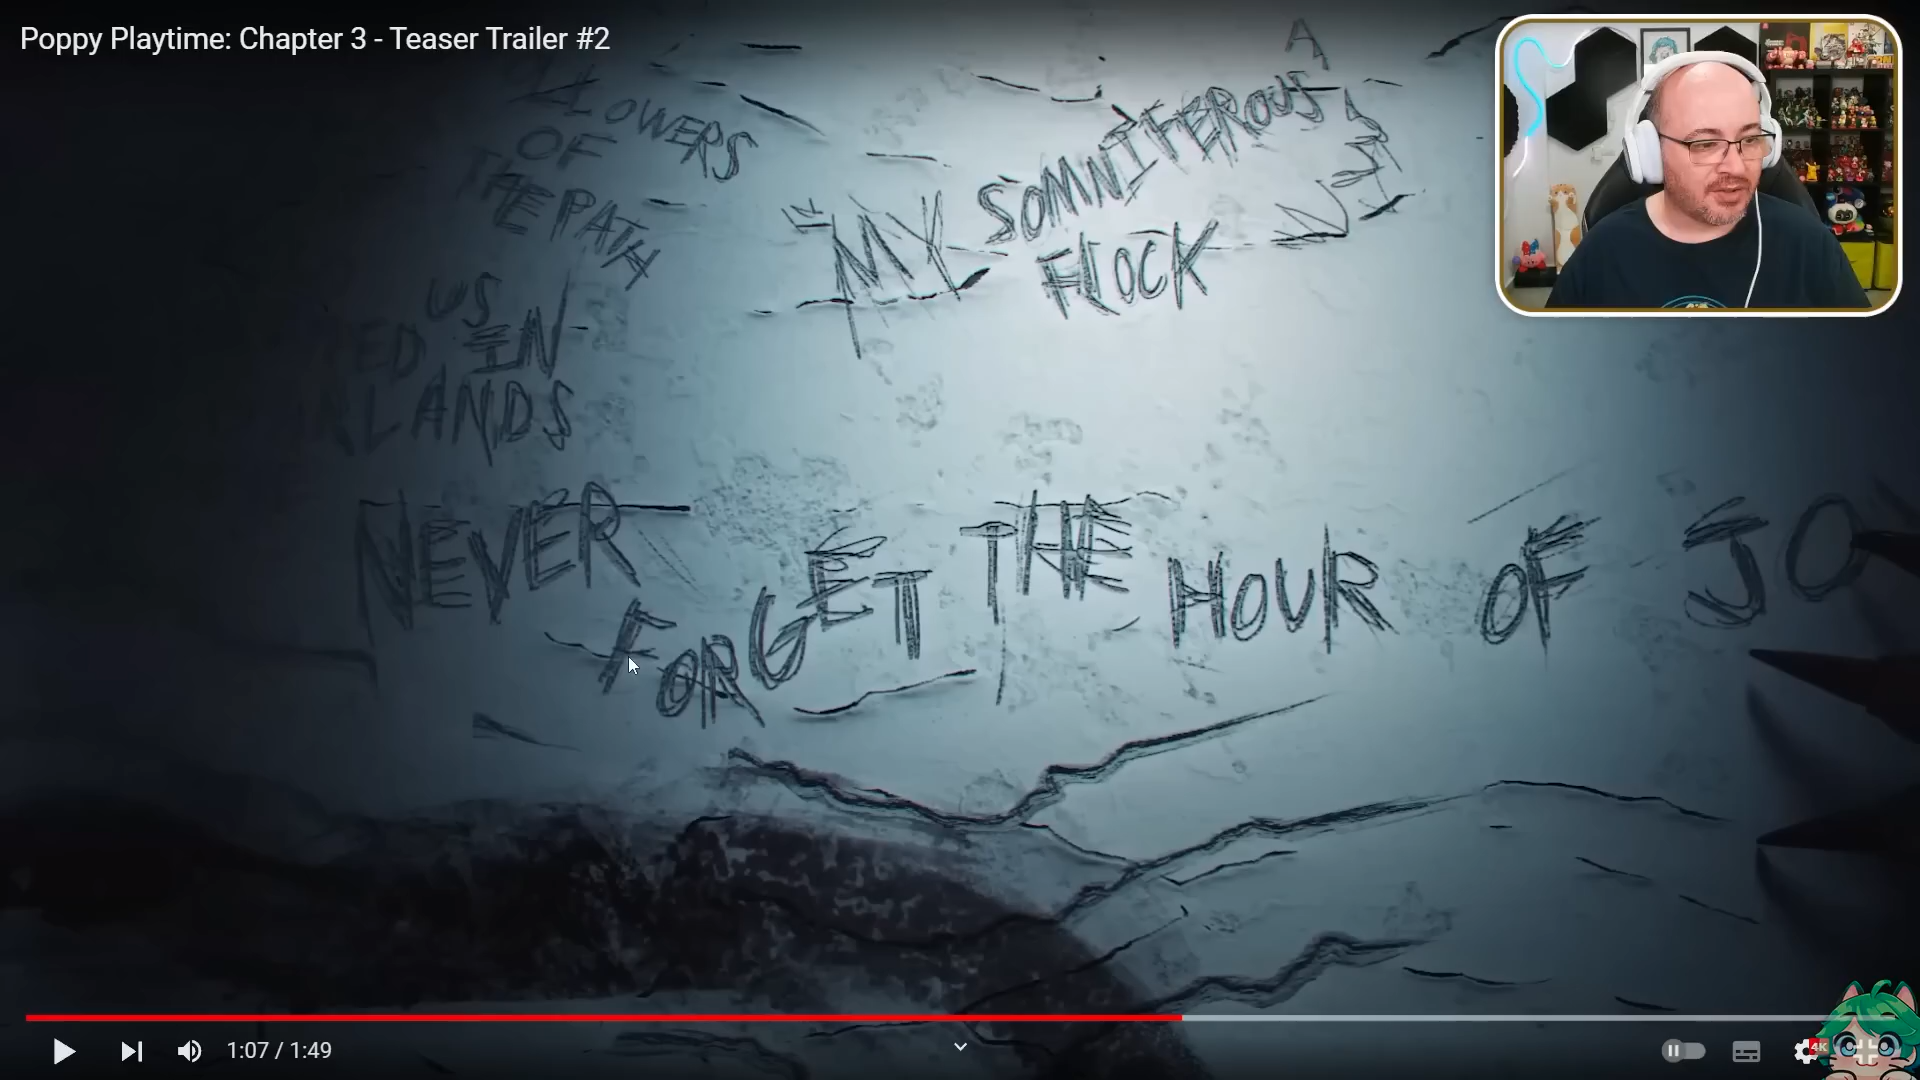 Poppy Playtime: Chapter 3 - Teaser Trailer #2
OF
THE PATH
MY SOMNIFEROUS
FLOCK
US
IN
LANDS
NEVER
FORGET THE HOUR OF JO
1:07 / 1:49
4K